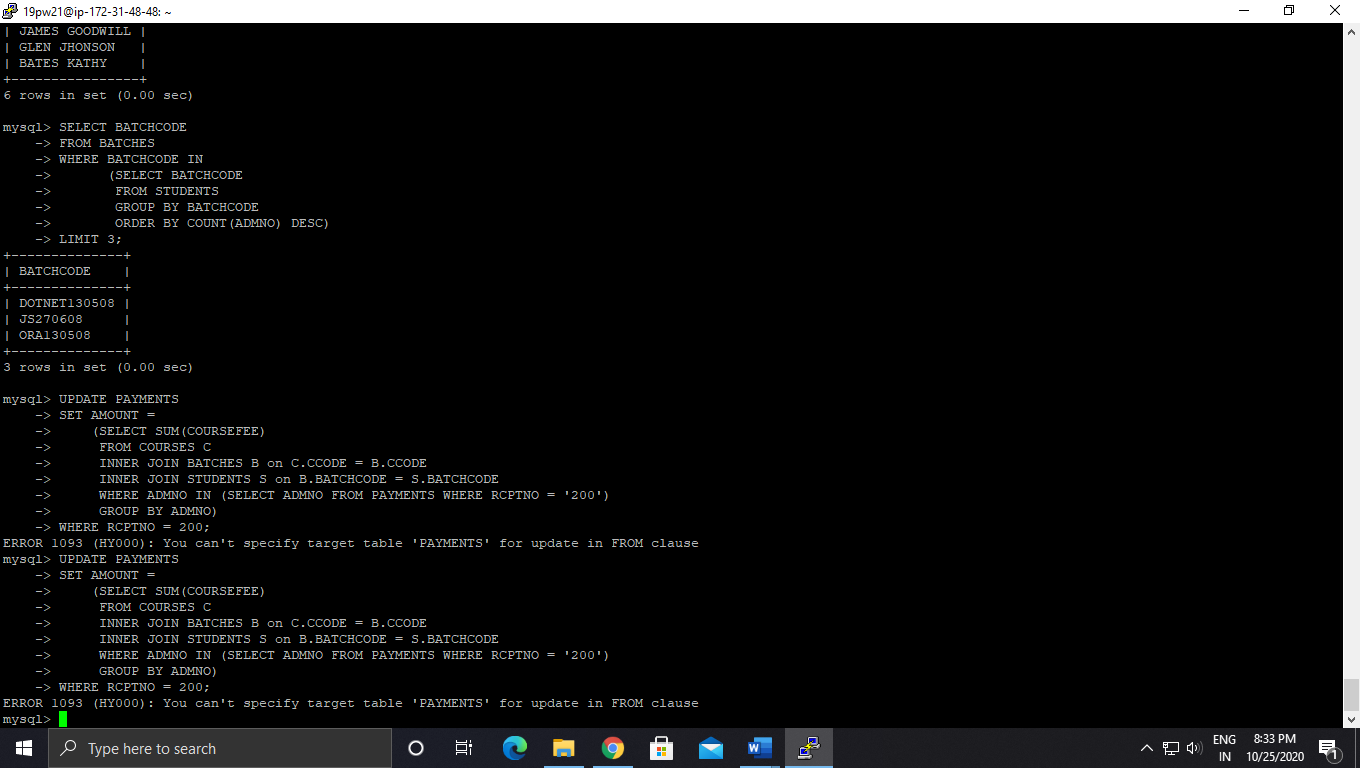 19pw21@ip-172-31-48-48: ~
| JAMES GOODWILL |
| GLEN JHONSON   |
| BATES KATHY    |
+----------------+
6 rows in set (0.00 sec)
mysql> SELECT BATCHCODE
    -> FROM BATCHES
    -> WHERE BATCHCODE IN
    ->       (SELECT BATCHCODE
    ->        FROM STUDENTS
    ->        GROUP BY BATCHCODE
    ->        ORDER BY COUNT(ADMNO) DESC)
    -> LIMIT 3;
+--------------+
| BATCHCODE    |
+--------------+
| DOTNET130508 |
| JS270608     |
| ORA130508    |
+--------------+
3 rows in set (0.00 sec)
mysql> UPDATE PAYMENTS
    -> SET AMOUNT =
    ->     (SELECT SUM(COURSEFEE)
    ->      FROM COURSES C
    ->      INNER JOIN BATCHES B on C.CCODE = B.CCODE
    ->      INNER JOIN STUDENTS S on B.BATCHCODE = S.BATCHCODE
    ->      WHERE ADMNO IN (SELECT ADMNO FROM PAYMENTS WHERE RCPTNO = '200')
    ->      GROUP BY ADMNO)
    -> WHERE RCPTNO = 200;
ERROR 1093 (HY000): You can't specify target table 'PAYMENTS' for update in FROM clause
mysql> UPDATE PAYMENTS
    -> SET AMOUNT =
    ->     (SELECT SUM(COURSEFEE)
    ->      FROM COURSES C
    ->      INNER JOIN BATCHES B on C.CCODE = B.CCODE
    ->      INNER JOIN STUDENTS S on B.BATCHCODE = S.BATCHCODE
    ->      WHERE ADMNO IN (SELECT ADMNO FROM PAYMENTS WHERE RCPTNO = '200')
    ->      GROUP BY ADMNO)
    -> WHERE RCPTNO = 200;
ERROR 1093 (HY000): You can't specify target table 'PAYMENTS' for update in FROM clause
mysql>
Type here to search
W
ENG
IN
8:33 PM
10/25/2020
1